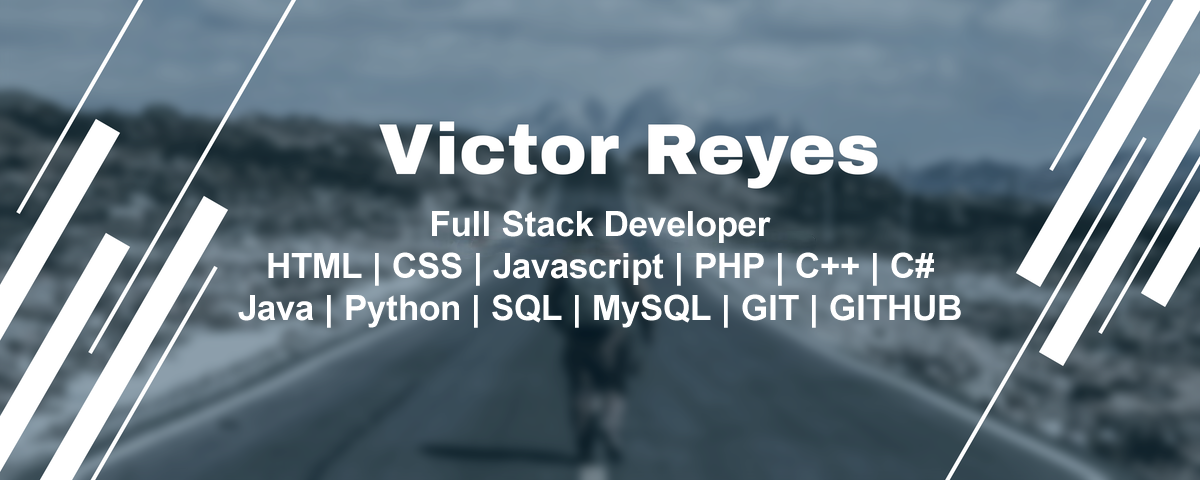 Victor Reyes
Full Stack Developer
HTML | CSS | Javascript | PHP | C++ | C#
Java | Python | SQL | MySQL | GIT | GITHUB